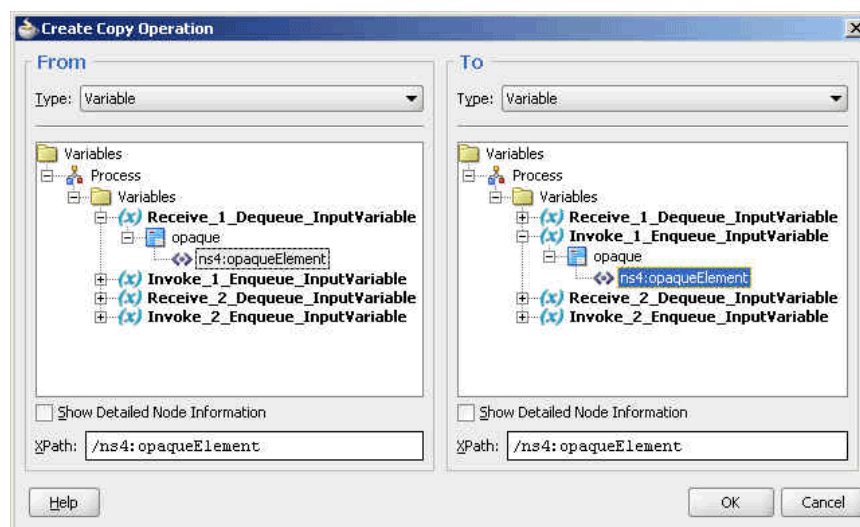 Create Copy Operation
From
Type: Variable
Variables
Process
Variables
(x) Receive_1_Dequeue_InputVariable
opaque
<> ns4:opaqueElement
(x) Invoke_1_Enqueue_InputVariable
(x) Receive_2_Dequeue_InputVariable
(x) Invoke_2_Enqueue_InputVariable
Show Detailed Node Information
XPath: /ns4:opaqueElement
To
Type: Variable
Variables
Process
Variables
(x) Receive_1_Dequeue_InputVariable
(x) Invoke_1_Enqueue_InputVariable
opaque
<> ns4:opaqueElement
(x) Receive_2_Dequeue_InputVariable
(x) Invoke_2_Enqueue_InputVariable
Show Detailed Node Information
XPath: /ns4:opaqueElement
Help
OK
Cancel